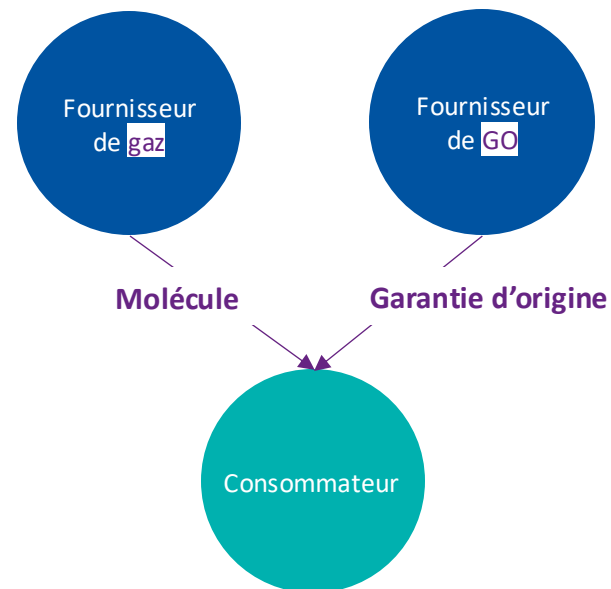 Fournisseur
de gaz
Fournisseur
de GO
Molécule
Garantie d’origine
Consommateur